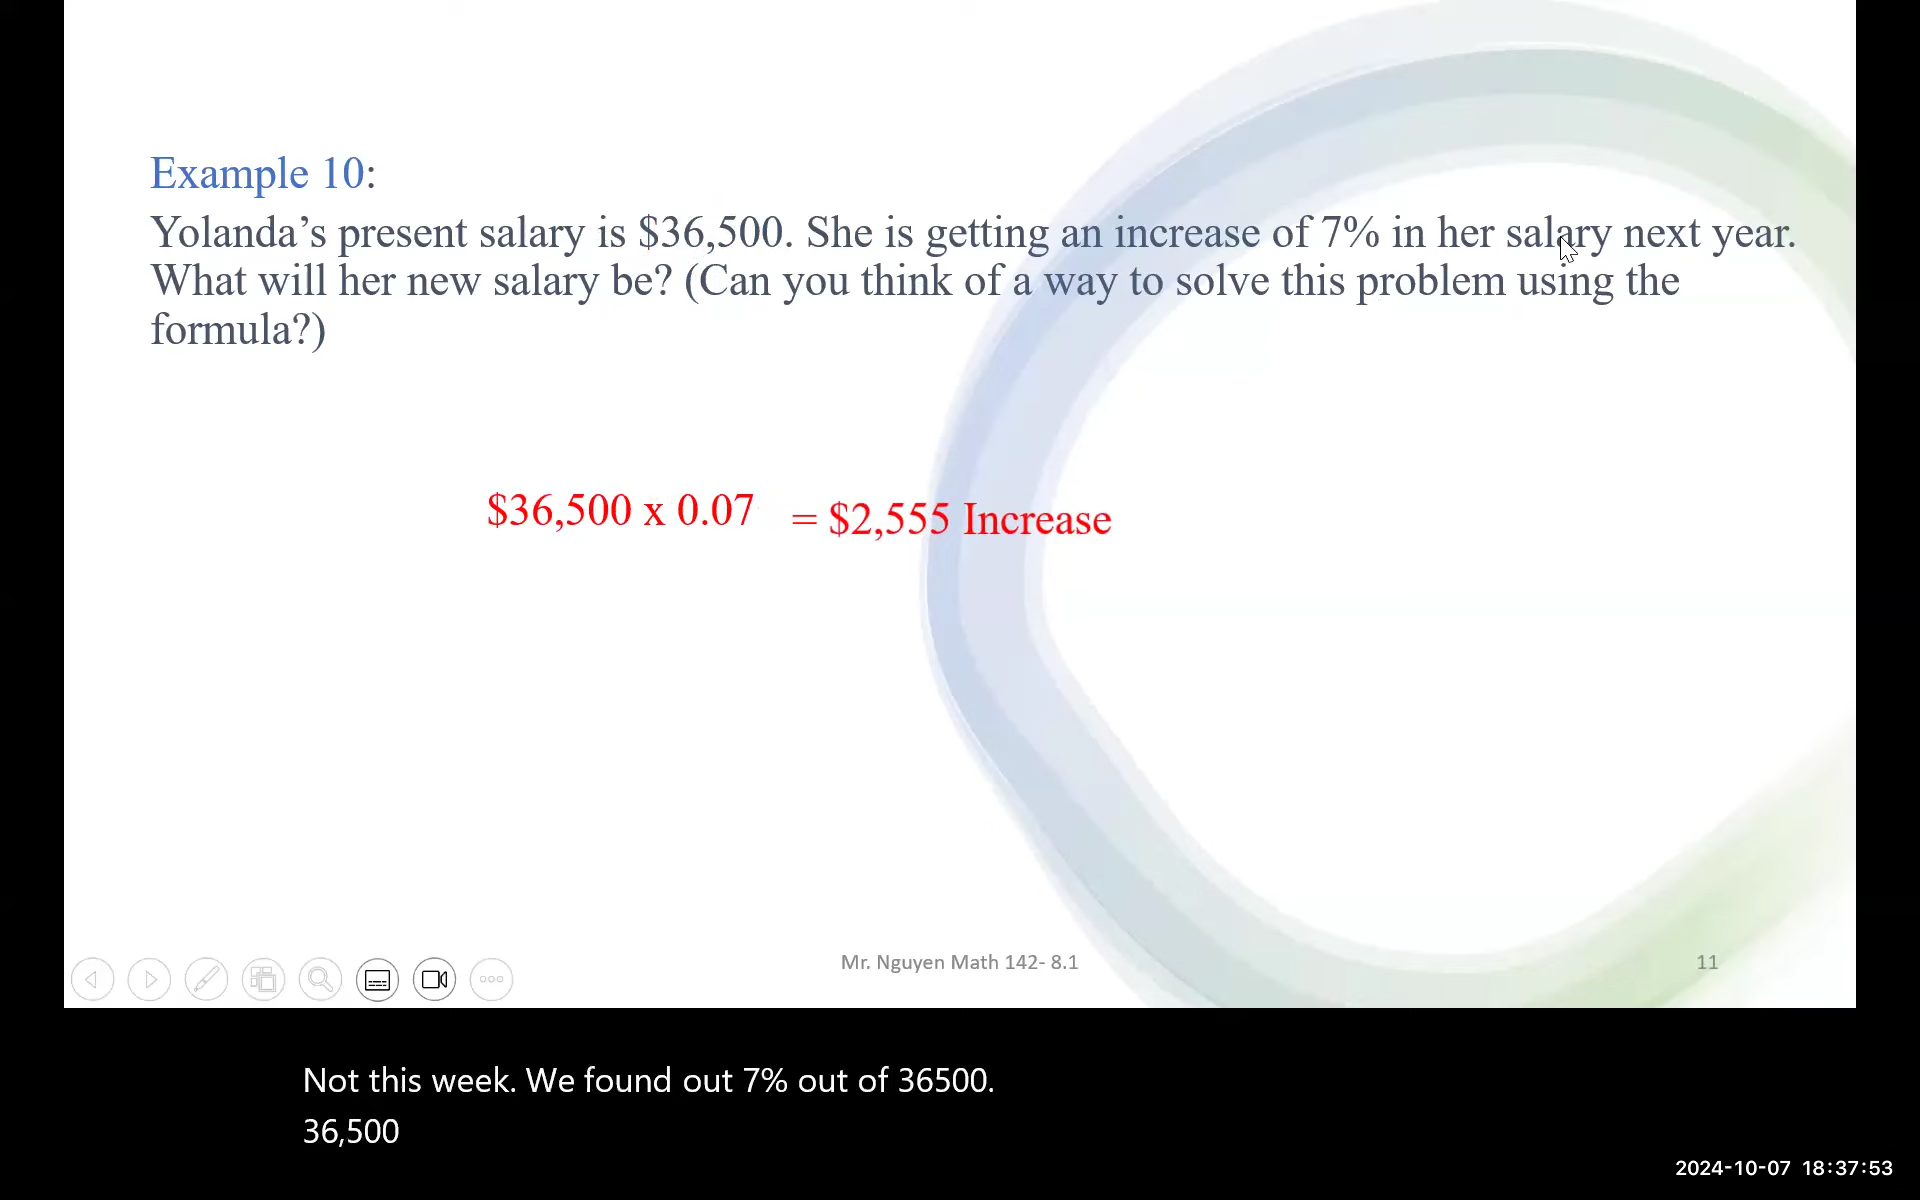 Example 10:
Yolanda’s present salary is $36,500. She is getting an increase of 7% in her salary next year.
What will her new salary be? (Can you think of a way to solve this problem using the
formula?)
$36,500 x 0.07 = $2,555 Increase
Mr. Nguyen Math 142- 8.1 11
Not this week. We found out 7% out of 36500.
36,500
2024-10-07 18:37:53